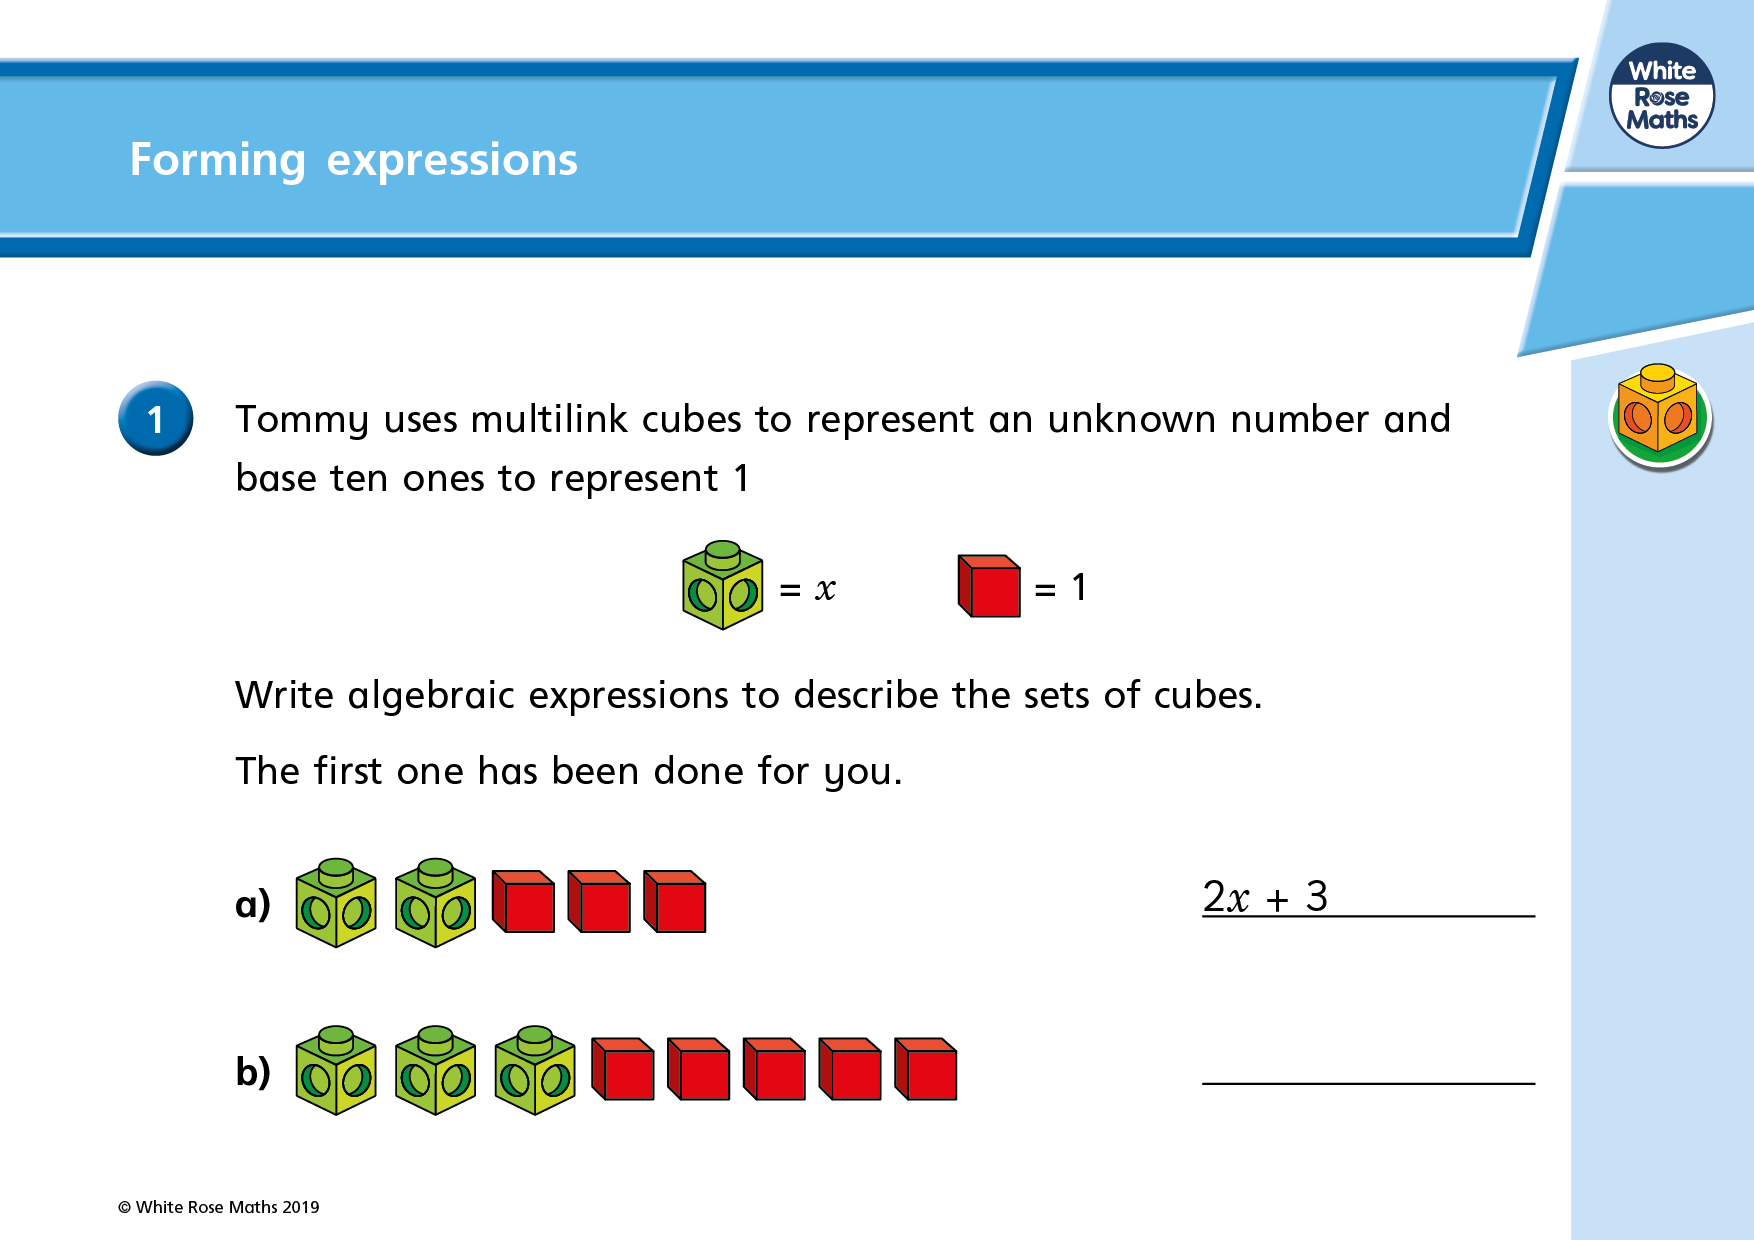 White
Rose
Maths
Forming expressions
1
Tommy uses multilink cubes to represent an unknown number and
base ten ones to represent 1
= x
= 1
Write algebraic expressions to describe the sets of cubes.
The first one has been done for you.
a)
2x + 3
b)
© White Rose Maths 2019